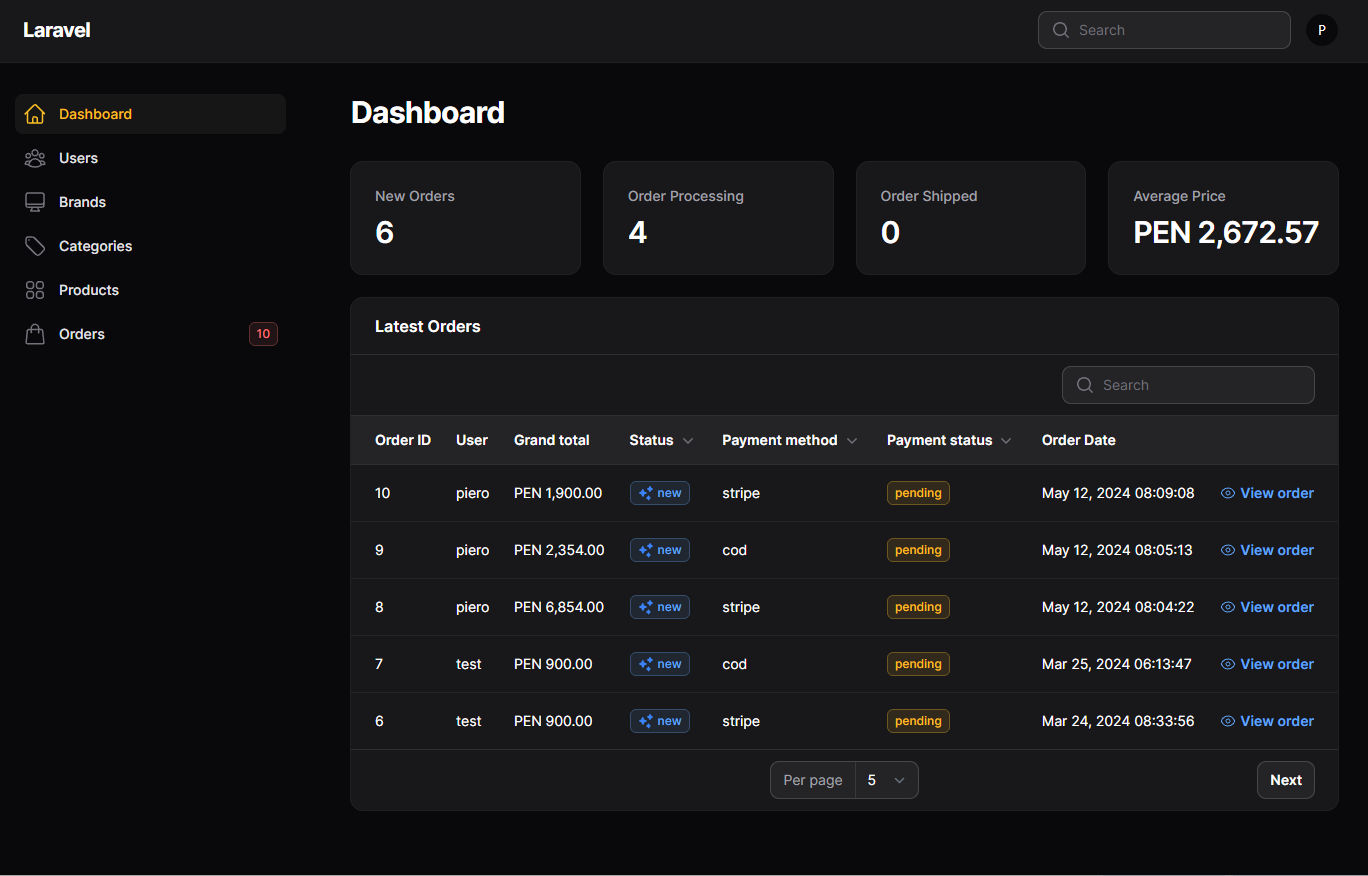 Laravel
Search
P
Dashboard
Users
Brands
Categories
Products
Orders 10
Dashboard
New Orders
6
Order Processing
4
Order Shipped
0
Average Price
PEN 2,672.57
Latest Orders
Search
Order ID User Grand total Status Payment method Payment status Order Date
10 piero PEN 1,900.00 new stripe pending May 12, 2024 08:09:08 View order
9 piero PEN 2,354.00 new cod pending May 12, 2024 08:05:13 View order
8 piero PEN 6,854.00 new stripe pending May 12, 2024 08:04:22 View order
7 test PEN 900.00 new cod pending Mar 25, 2024 06:13:47 View order
6 test PEN 900.00 new stripe pending Mar 24, 2024 08:33:56 View order
Per page 5 Next